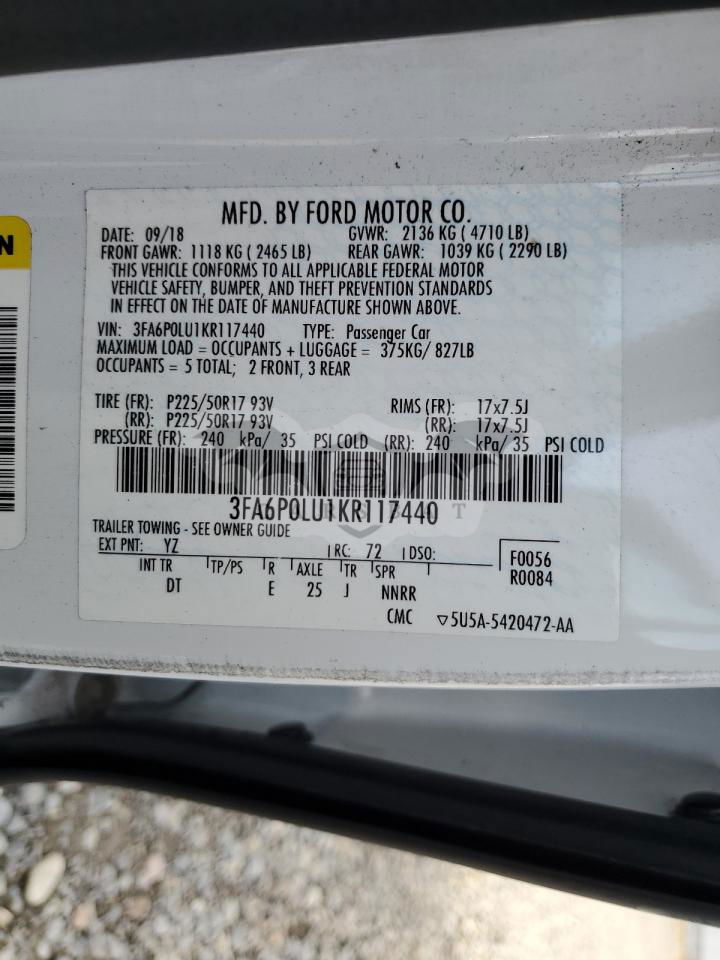 MFD. BY FORD MOTOR CO.
DATE: 09/18 GVWR: 2136 KG ( 4710 LB)
FRONT GAWR: 1118 KG ( 2465 LB) REAR GAWR: 1039 KG ( 2290 LB)
THIS VEHICLE CONFORMS TO ALL APPLICABLE FEDERAL MOTOR
VEHICLE SAFETY, BUMPER, AND THEFT PREVENTION STANDARDS
IN EFFECT ON THE DATE OF MANUFACTURE SHOWN ABOVE.
VIN: 3FA6P0LU1KR117440 TYPE: Passenger Car
MAXIMUM LOAD = OCCUPANTS + LUGGAGE = 375KG/ 827LB
OCCUPANTS = 5 TOTAL; 2 FRONT, 3 REAR
TIRE (FR): P225/50R17 93V RIMS (FR): 17x7.5J
(RR): P225/50R17 93V (RR): 17x7.5J
PRESSURE (FR): 240 kPa/ 35 PSI COLD (RR): 240 kPa/ 35 PSI COLD
3FA6P0LU1KR117440
TRAILER TOWING - SEE OWNER GUIDE
EXT PNT: YZ RC: 72 DSO: F0056
INT TR TP/PS R AXLE TR SPR R0084
DT E 25 J NNRR
CMC ▽5U5A-5420472-AA
N